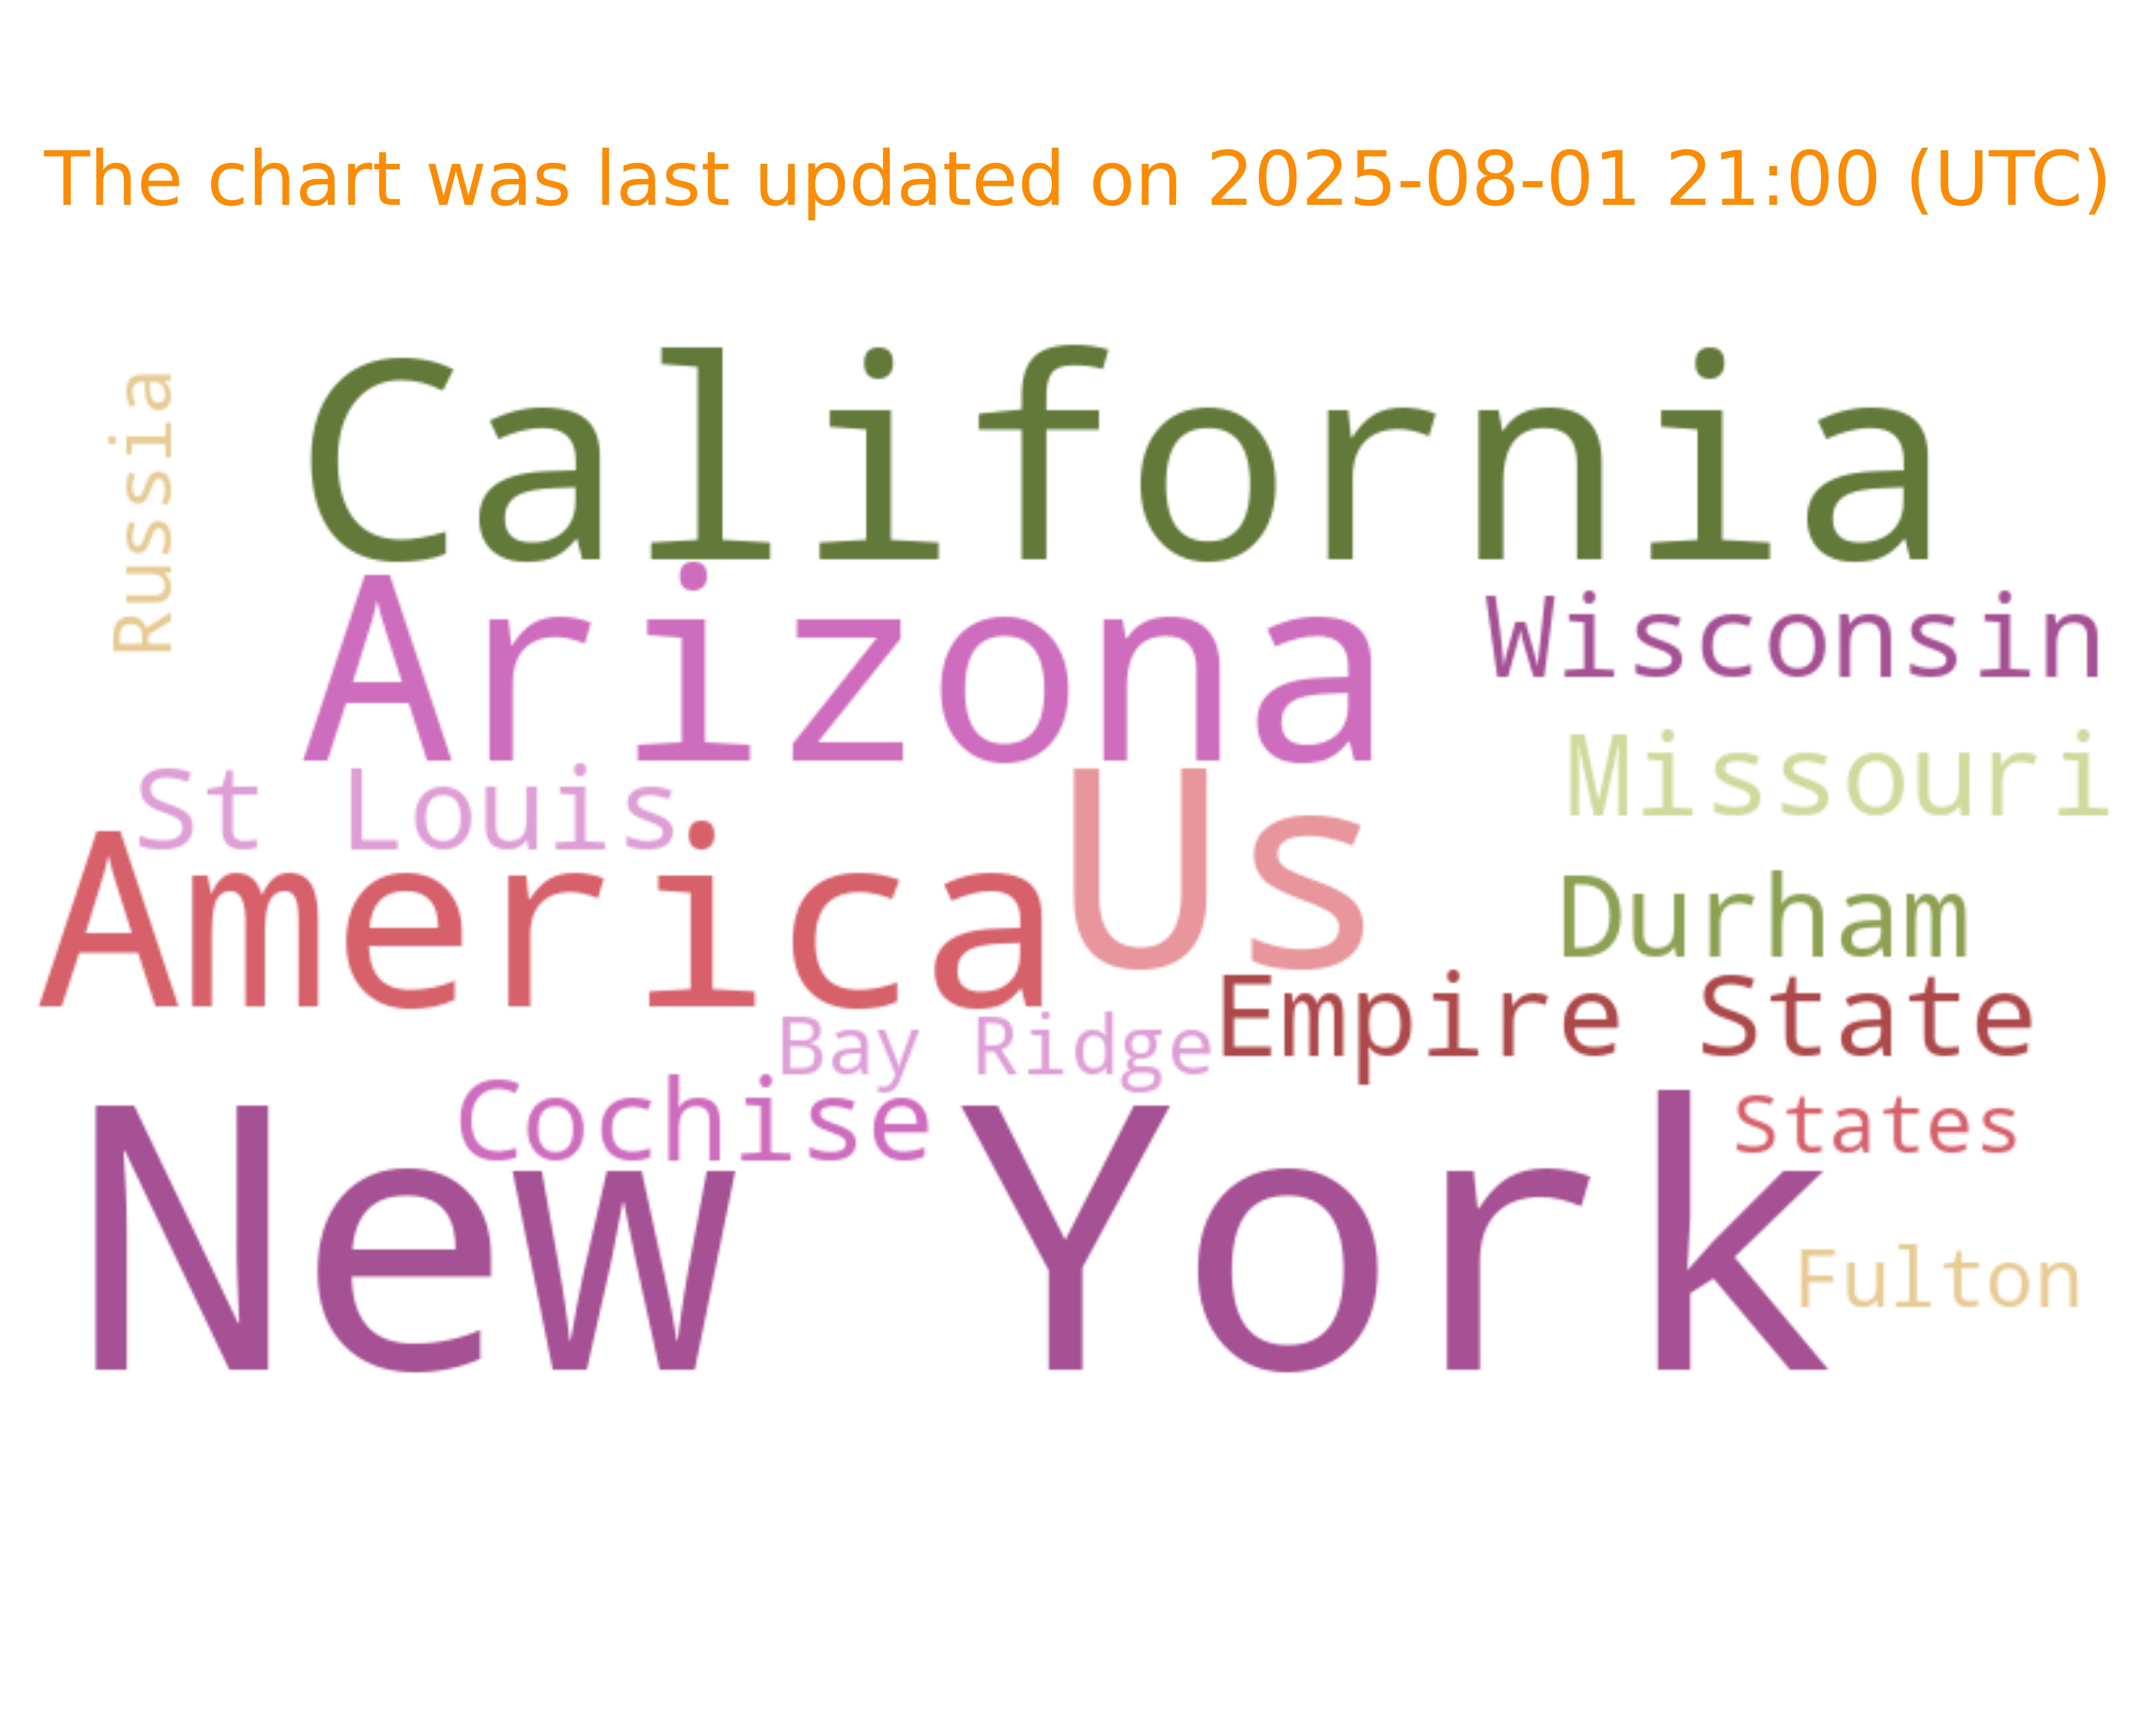 The chart was last updated on 2025-08-01 21:00 (UTC)
Russia
California
Arizona
Wisconsin
Missouri
St Louis
America
Us
Durham
Empire State
Bay Ridge
Cochise
States
New York
Fulton